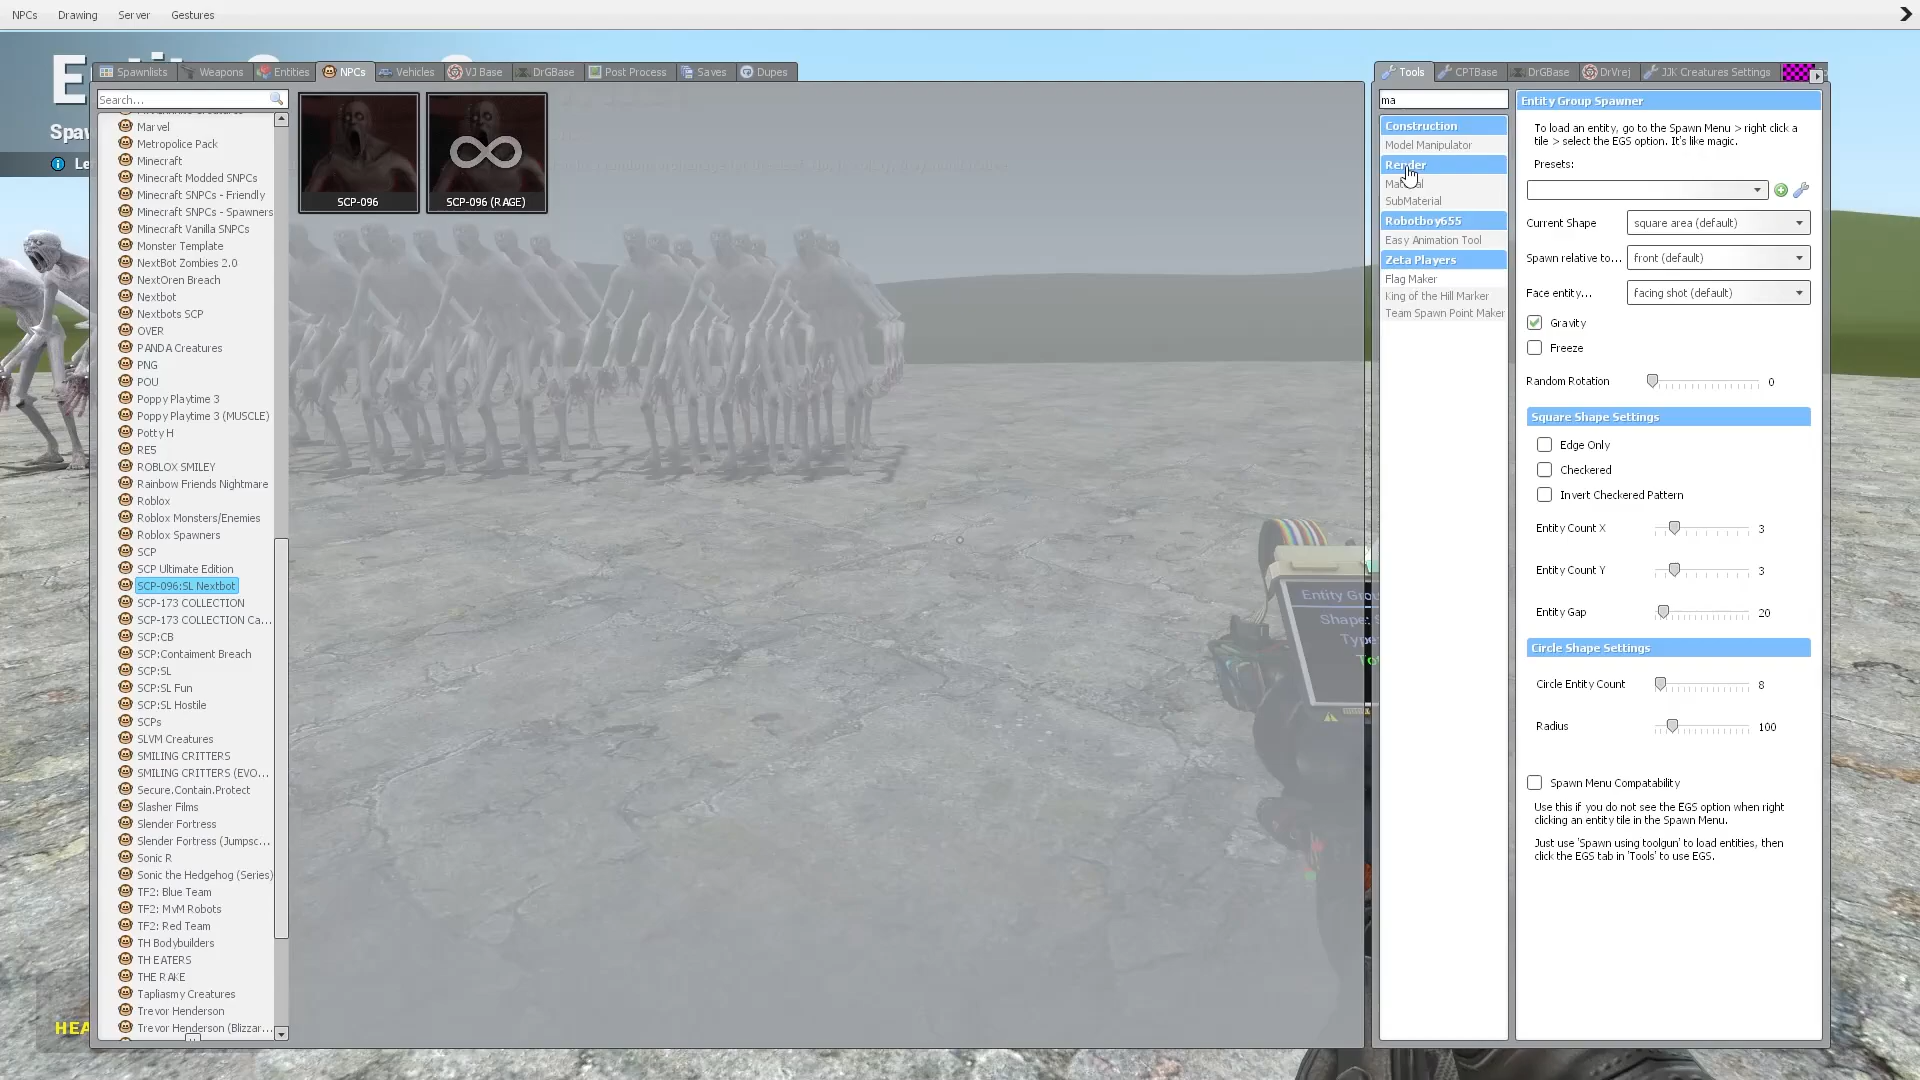 NPCs Drawing Server Gestures
Spawnlists Weapons Entities NPCs Vehicles VJ Base DrGBase Post Process Saves Dupes
Tools CPTBase DrGBase DrVrej JJK Creatures Settings
E
Spaw
Le
HEA
Search...
Marvel
Metropolice Pack
Minecraft
Minecraft Modded SNPCs
Minecraft SNPCs - Friendly
Minecraft SNPCs - Spawners
Minecraft Vanilla SNPCs
Monster Template
NextBot Zombies 2.0
NextOren Breach
Nextbot
Nextbots SCP
OVER
PANDA Creatures
PNG
POU
Poppy Playtime 3
Poppy Playtime 3 (MUSCLE)
Potty H
RE5
ROBLOX SMILEY
Rainbow Friends Nightmare
Roblox
Roblox Monsters/Enemies
Roblox Spawners
SCP
SCP Ultimate Edition
SCP-096:SL Nextbot
SCP-173 COLLECTION
SCP-173 COLLECTION Ca...
SCP:CB
SCP:Contaiment Breach
SCP:SL
SCP:SL Fun
SCP:SL Hostile
SCPs
SLVM Creatures
SMILING CRITTERS
SMILING CRITTERS (EVO...
Secure.Contain.Protect
Slasher Films
Slender Fortress
Slender Fortress (Jumpsc...
Sonic R
Sonic the Hedgehog (Series)
TF2: Blue Team
TF2: MvM Robots
TF2: Red Team
TH Bodybuilders
TH EATERS
THE RAKE
Tapliasmy Creatures
Trevor Henderson
Trevor Henderson (Blizzar...
SCP-096
SCP-096 (RAGE)
Entity Gro
Shape: S
Type
To
ma
Construction
Model Manipulator
Render
SubMaterial
Robotboy655
Easy Animation Tool
Zeta Players
Flag Maker
King of the Hill Marker
Team Spawn Point Maker
Entity Group Spawner
To load an entity, go to the Spawn Menu > right click a
tile > select the EGS option. It's like magic.
Presets:
Current Shape square area (default)
Spawn relative to... front (default)
Face entity... facing shot (default)
Gravity
Freeze
Random Rotation 0
Square Shape Settings
Edge Only
Checkered
Invert Checkered Pattern
Entity Count X 3
Entity Count Y 3
Entity Gap 20
Circle Shape Settings
Circle Entity Count 8
Radius 100
Spawn Menu Compatability
Use this if you do not see the EGS option when right
clicking an entity tile in the Spawn Menu.
Just use 'Spawn using toolgun' to load entities, then
click the EGS tab in 'Tools' to use EGS.